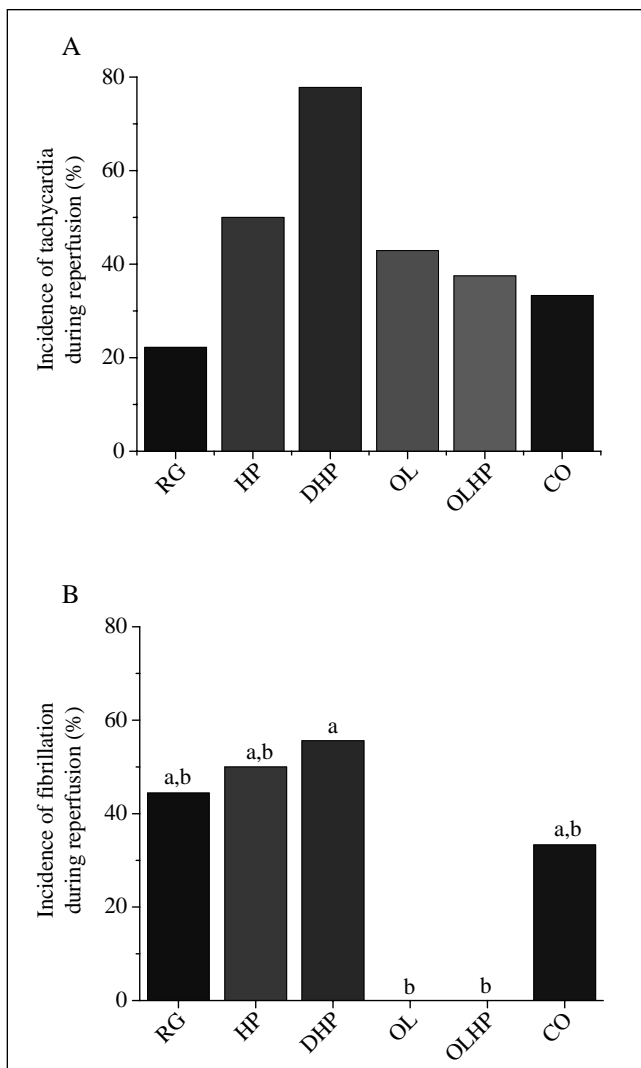 A
Incidence of tachycardia
during reperfusion (%)
80
60
40
20
0
RG HP DHP OL OLHP CO
B
Incidence of fibrillation
during reperfusion (%)
80
60
40
20
0
a,b a,b a b b a,b
RG HP DHP OL OLHP CO